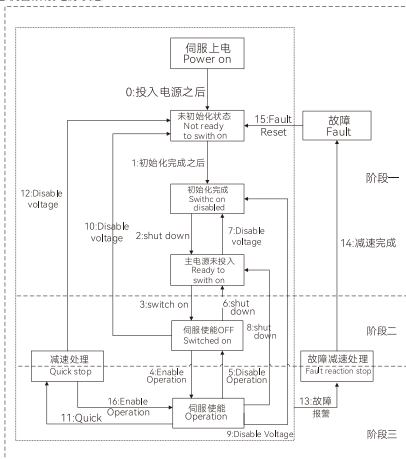 伺服上电
Power on
0:投入电源之后
未初始化状态
Not ready
to swith on
15:Fault
Reset
故障
Fault
阶段一
1:初始化完成之后
12:Disable
voltage
10:Disable
voltage
初始化完成
Swithc on
disabled
2:shut down
7:Disable
voltage
14:减速完成
主电源未投入
Ready to
swith on
3:switch on
6:shut
down
8:shut
down
阶段二
伺服使能OFF
Switched on
减速处理
Quick stop
故障减速处理
Fault reaction stop
4:Enable
Operation
5:Disable
Operation
16:Enable
Operation
伺服使能
Operation
11:Quick
13:故障
报警
9:Disable Voltage
阶段三